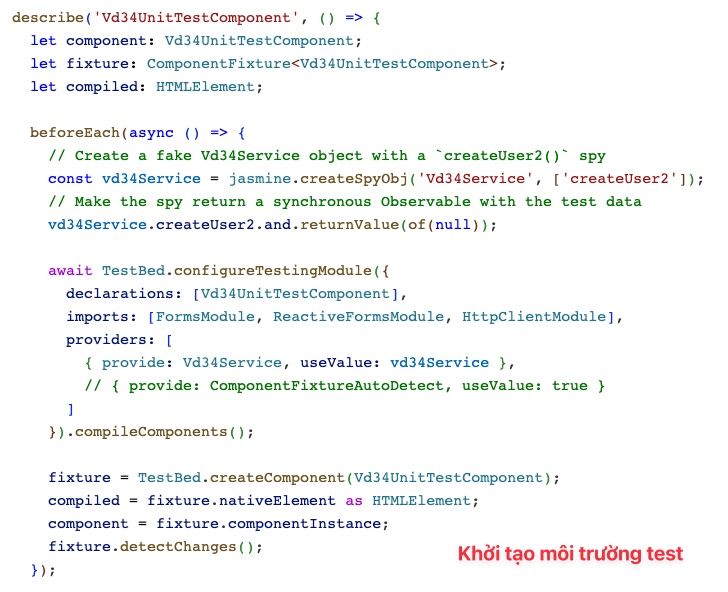 describe('Vd34UnitTestComponent', () => {
  let component: Vd34UnitTestComponent;
  let fixture: ComponentFixture<Vd34UnitTestComponent>;
  let compiled: HTMLElement;

  beforeEach(async () => {
    // Create a fake Vd34Service object with a `createUser2()` spy
    const vd34Service = jasmine.createSpyObj('Vd34Service', ['createUser2']);
    // Make the spy return a synchronous Observable with the test data
    vd34Service.createUser2.and.returnValue(of(null));

    await TestBed.configureTestingModule({
      declarations: [Vd34UnitTestComponent],
      imports: [FormsModule, ReactiveFormsModule, HttpClientModule],
      providers: [
        { provide: Vd34Service, useValue: vd34Service },
        // { provide: ComponentFixtureAutoDetect, useValue: true }
      ]
    }).compileComponents();

    fixture = TestBed.createComponent(Vd34UnitTestComponent);
    compiled = fixture.nativeElement as HTMLElement;
    component = fixture.componentInstance;
    fixture.detectChanges();
Khởi tạo môi trường test
  });